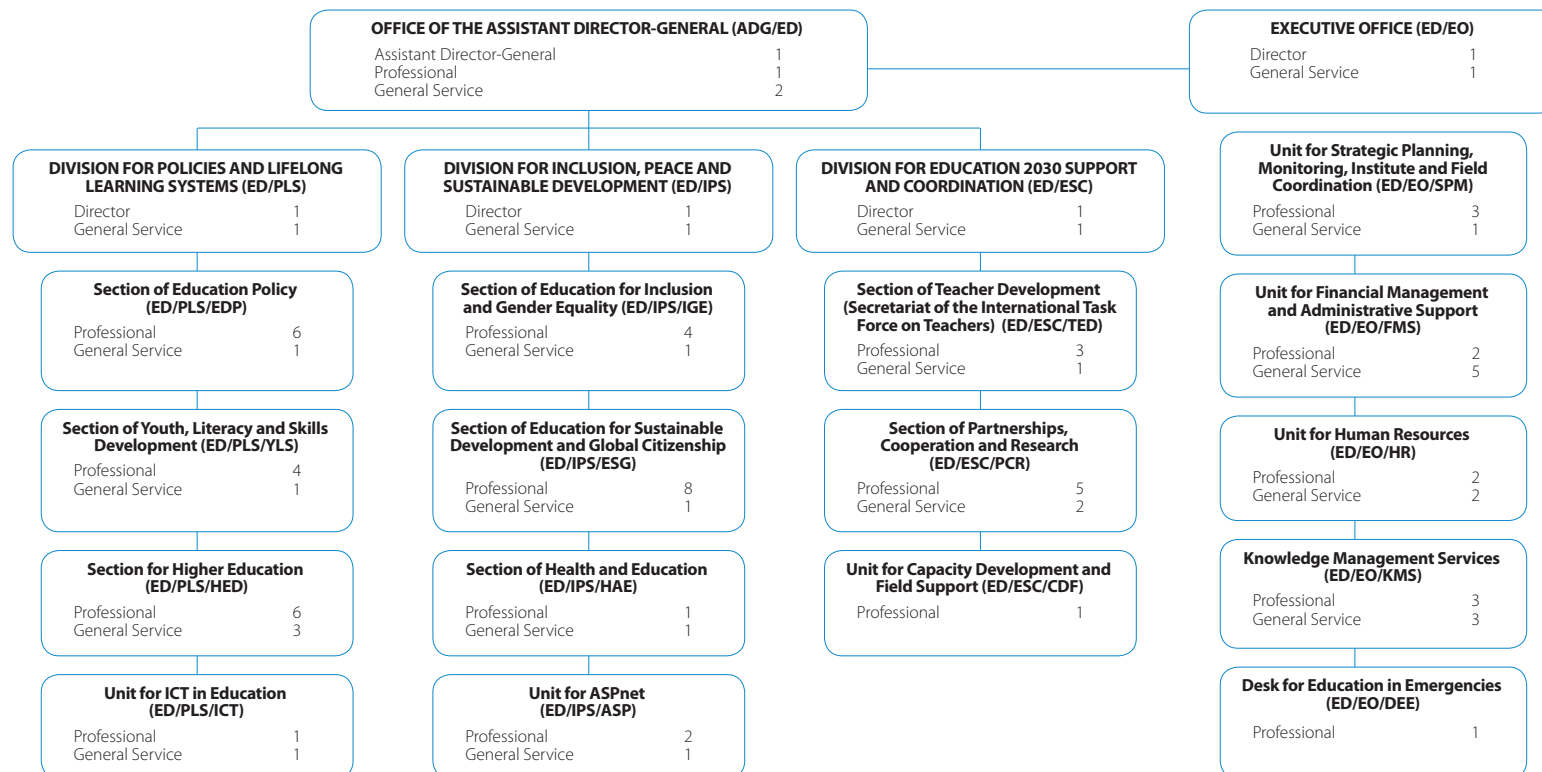 OFFICE OF THE ASSISTANT DIRECTOR-GENERAL (ADG/ED)
Assistant Director-General 1
Professional 1
General Service 2
EXECUTIVE OFFICE (ED/EO)
Director 1
General Service 1
DIVISION FOR POLICIES AND LIFELONG
LEARNING SYSTEMS (ED/PLS)
Director 1
General Service 1
Section of Education Policy
(ED/PLS/EDP)
Professional 6
General Service 1
Section of Youth, Literacy and Skills
Development (ED/PLS/YLS)
Professional 4
General Service 1
Section for Higher Education
(ED/PLS/HED)
Professional 6
General Service 3
Unit for ICT in Education
(ED/PLS/ICT)
Professional 1
General Service 1
DIVISION FOR INCLUSION, PEACE AND
SUSTAINABLE DEVELOPMENT (ED/IPS)
Director 1
General Service 1
Section of Education for Inclusion
and Gender Equality (ED/IPS/IGE)
Professional 4
General Service 1
Section of Education for Sustainable
Development and Global Citizenship
(ED/IPS/ESG)
Professional 8
General Service 1
Section of Health and Education
(ED/IPS/HAE)
Professional 1
General Service 1
Unit for ASPnet
(ED/IPS/ASP)
Professional 2
General Service 1
DIVISION FOR EDUCATION 2030 SUPPORT
AND COORDINATION (ED/ESC)
Director 1
General Service 1
Section of Teacher Development
(Secretariat of the International Task
Force on Teachers) (ED/ESC/TED)
Professional 3
General Service 1
Section of Partnerships,
Cooperation and Research
(ED/ESC/PCR)
Professional 5
General Service 2
Unit for Capacity Development and
Field Support (ED/ESC/CDF)
Professional 1
Unit for Strategic Planning,
Monitoring, Institute and Field
Coordination (ED/EO/SPM)
Professional 3
General Service 1
Unit for Financial Management
and Administrative Support
(ED/EO/FMS)
Professional 2
General Service 5
Unit for Human Resources
(ED/EO/HR)
Professional 2
General Service 2
Knowledge Management Services
(ED/EO/KMS)
Professional 3
General Service 3
Desk for Education in Emergencies
(ED/EO/DEE)
Professional 1